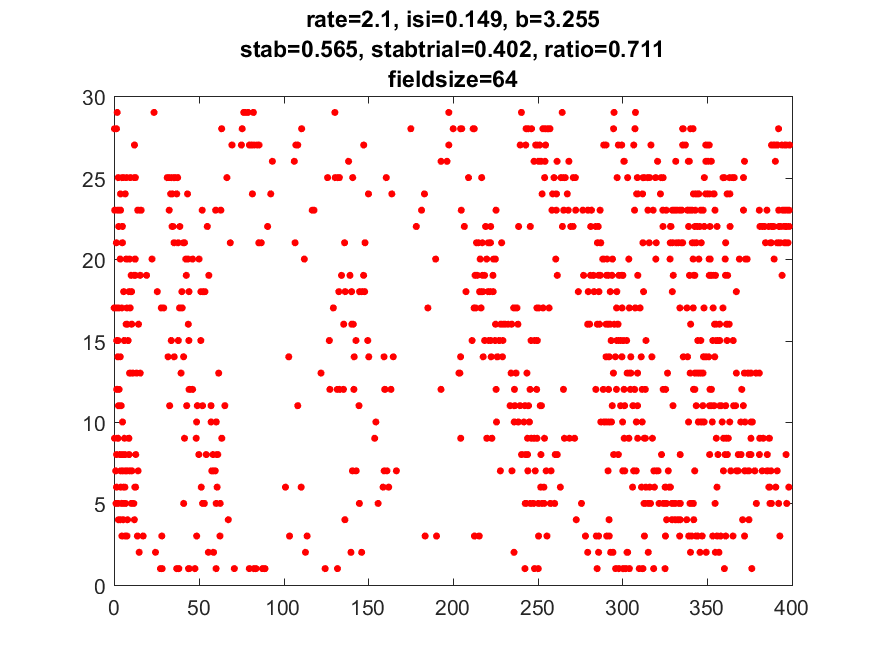 rate=2.1, isi=0.149, b=3.255
stab=0.565, stabtrial=0.402, ratio=0.711
fieldsize=64
30
25
20
15
10
5
0
0 50 100 150 200 250 300 350 400